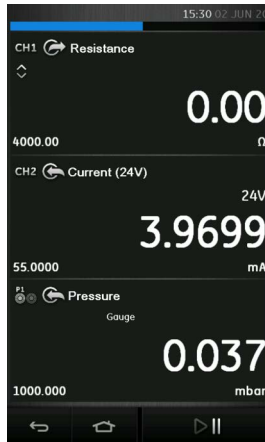 15:30 02 JUN 20
CH1 Resistance
0.00
4000.00 Ω
CH2 Current (24V)
24V
3.9699
55.0000 mA
P1 Pressure
Gauge
0.037
1000.000 mbar